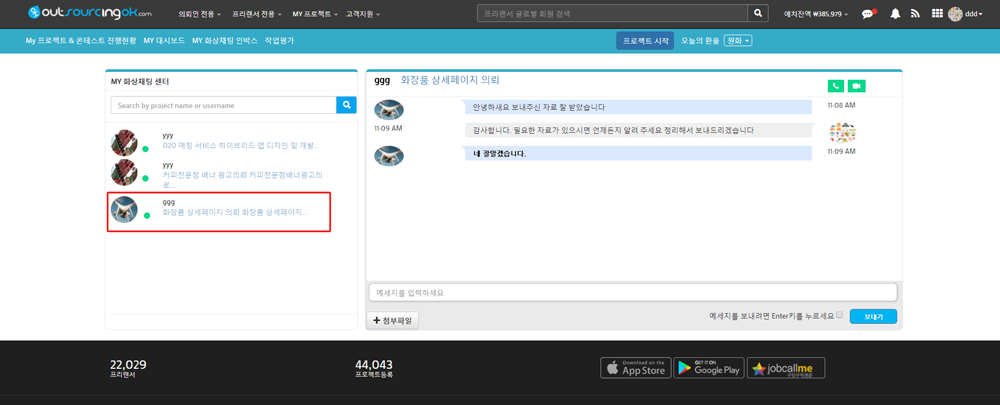 outsourcingok.com
의뢰인 전용
프리랜서 전용
MY 프로젝트
고객지원
프리랜서 글로벌 회원 검색
예치잔액 ₩385,979
ddd
My 프로젝트 & 콘테스트 진행현황
MY 대시보드
MY 화상채팅 인박스
작업평가
프로젝트 시작
오늘의 환율
원화
MY 화상채팅 센터
Search by project name or username
yyy
O2O 매칭 서비스 하이브리드 앱 디자인 및 개발...
yyy
커피전문점 배너 광고의뢰 커피전문점배너광고의
뢰...
ggg
화장품 상세페이지 의뢰 화장품 상세페이지...
ggg 화장품 상세페이지 의뢰
안녕하새요 보내주신 자료 잘 받았습니다
11:08 AM
11:09 AM
감사합니다. 필요한 자료가 있으시면 언제든지 알려 주세요 정리해서 보내드리겠습니다
11:09 AM
네 잘알겠습니다.
메세지를 입력하세요
+ 첨부파일
메세지를 보내려면 Enter키를 누르세요
보내기
22,029
프리랜서
44,043
프로젝트등록
Download on the
App Store
GET IT ON
Google Play
jobcallme